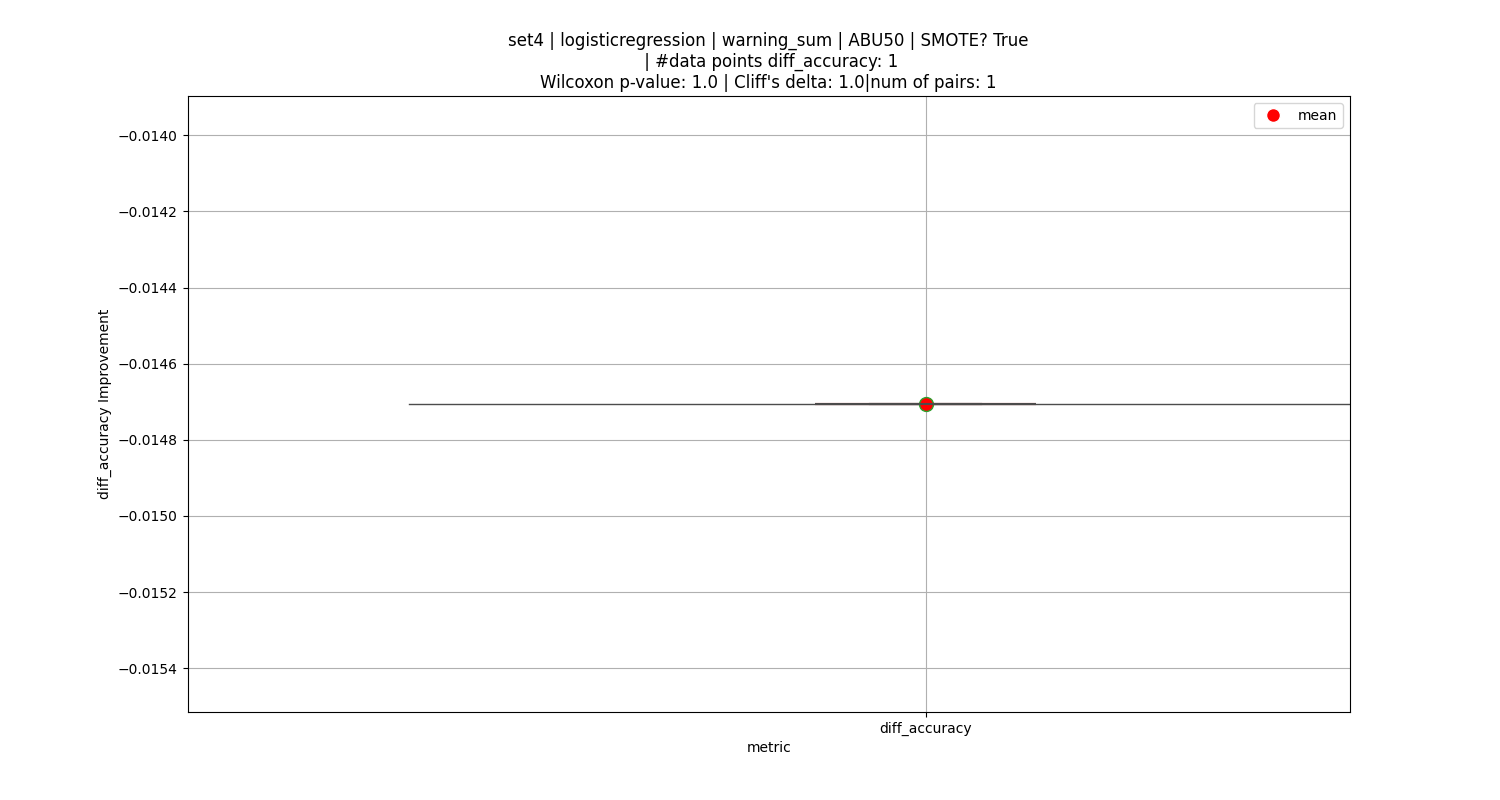 set4 | logisticregression | warning_sum | ABU50 | SMOTE? True
| #data points diff_accuracy: 1
Wilcoxon p-value: 1.0 | Cliff's delta: 1.0|num of pairs: 1
mean
−0.0140
−0.0142
−0.0144
−0.0146
−0.0148
−0.0150
−0.0152
−0.0154
diff_accuracy Improvement
diff_accuracy
metric